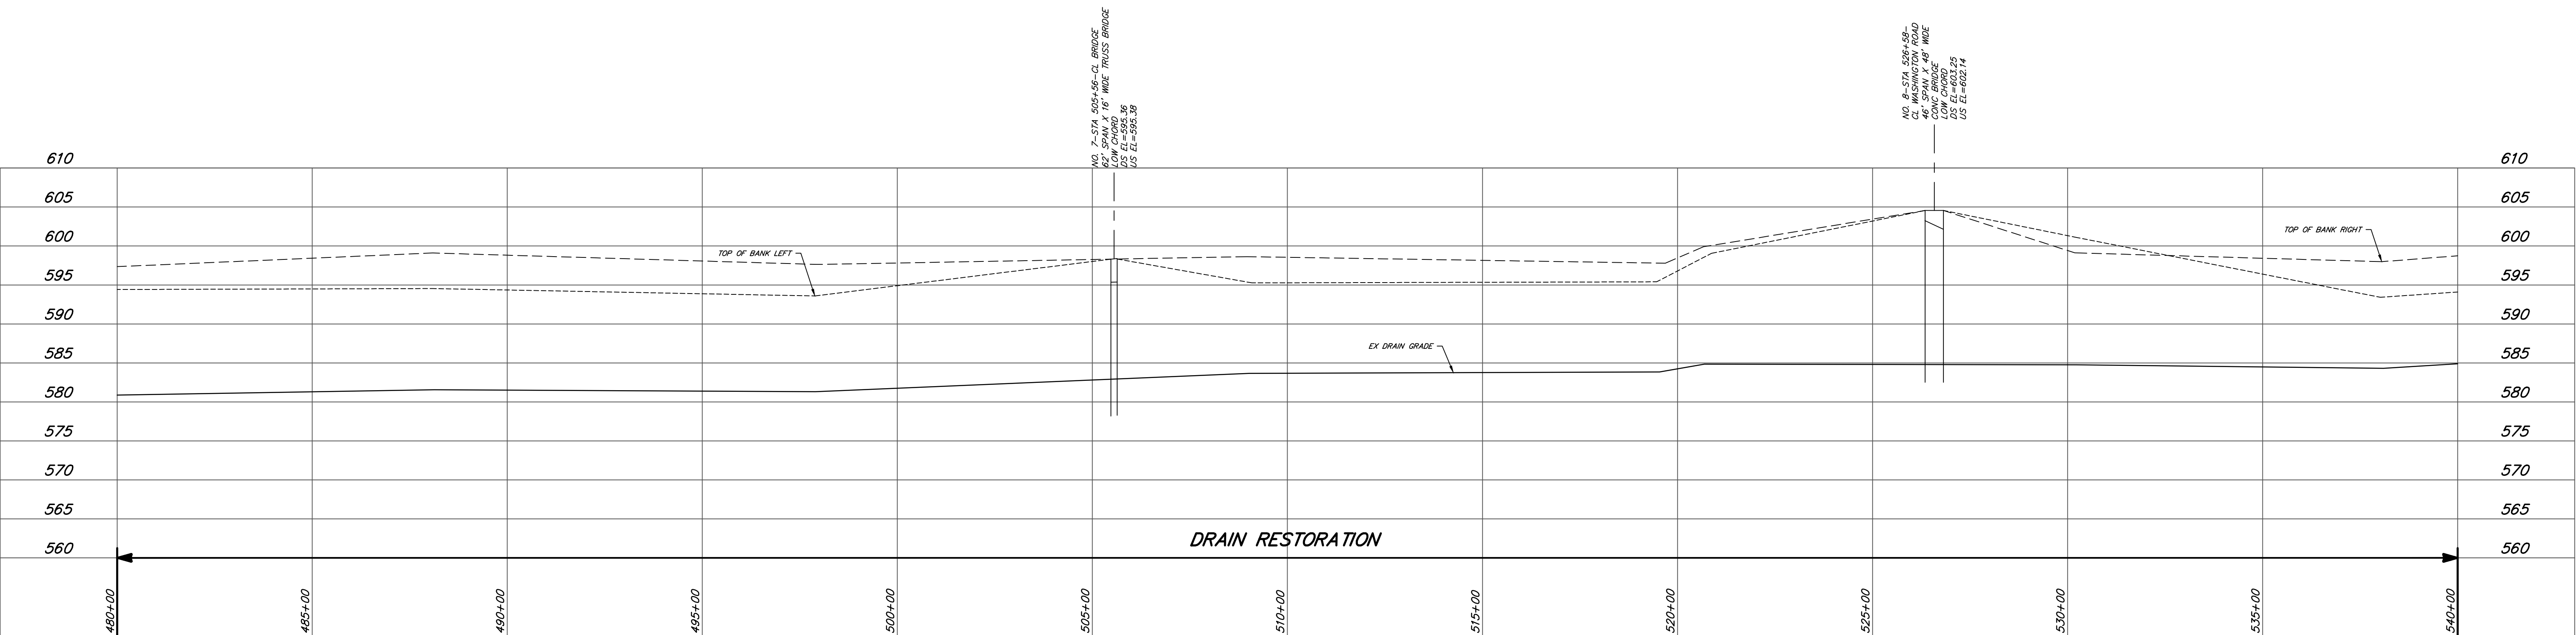 NO. 7-STA 505+56-CL BRIDGE
62' SPAN X 16' WIDE TRUSS BRIDGE
LOW CHORD
DS EL=595.36
US EL=595.38
NO. 8-STA 526+58-
CL WASHINGTON ROAD
46' SPAN X 48' WIDE
CONC BRIDGE
LOW CHORD
DS EL=603.25
US EL=602.14
610
610
605
605
600
600
TOP OF BANK LEFT
TOP OF BANK RIGHT
595
595
590
590
EX DRAIN GRADE
585
585
580
580
575
575
570
570
565
565
DRAIN RESTORATION
560
560
480+00
485+00
490+00
495+00
500+00
505+00
510+00
515+00
520+00
525+00
530+00
535+00
540+00